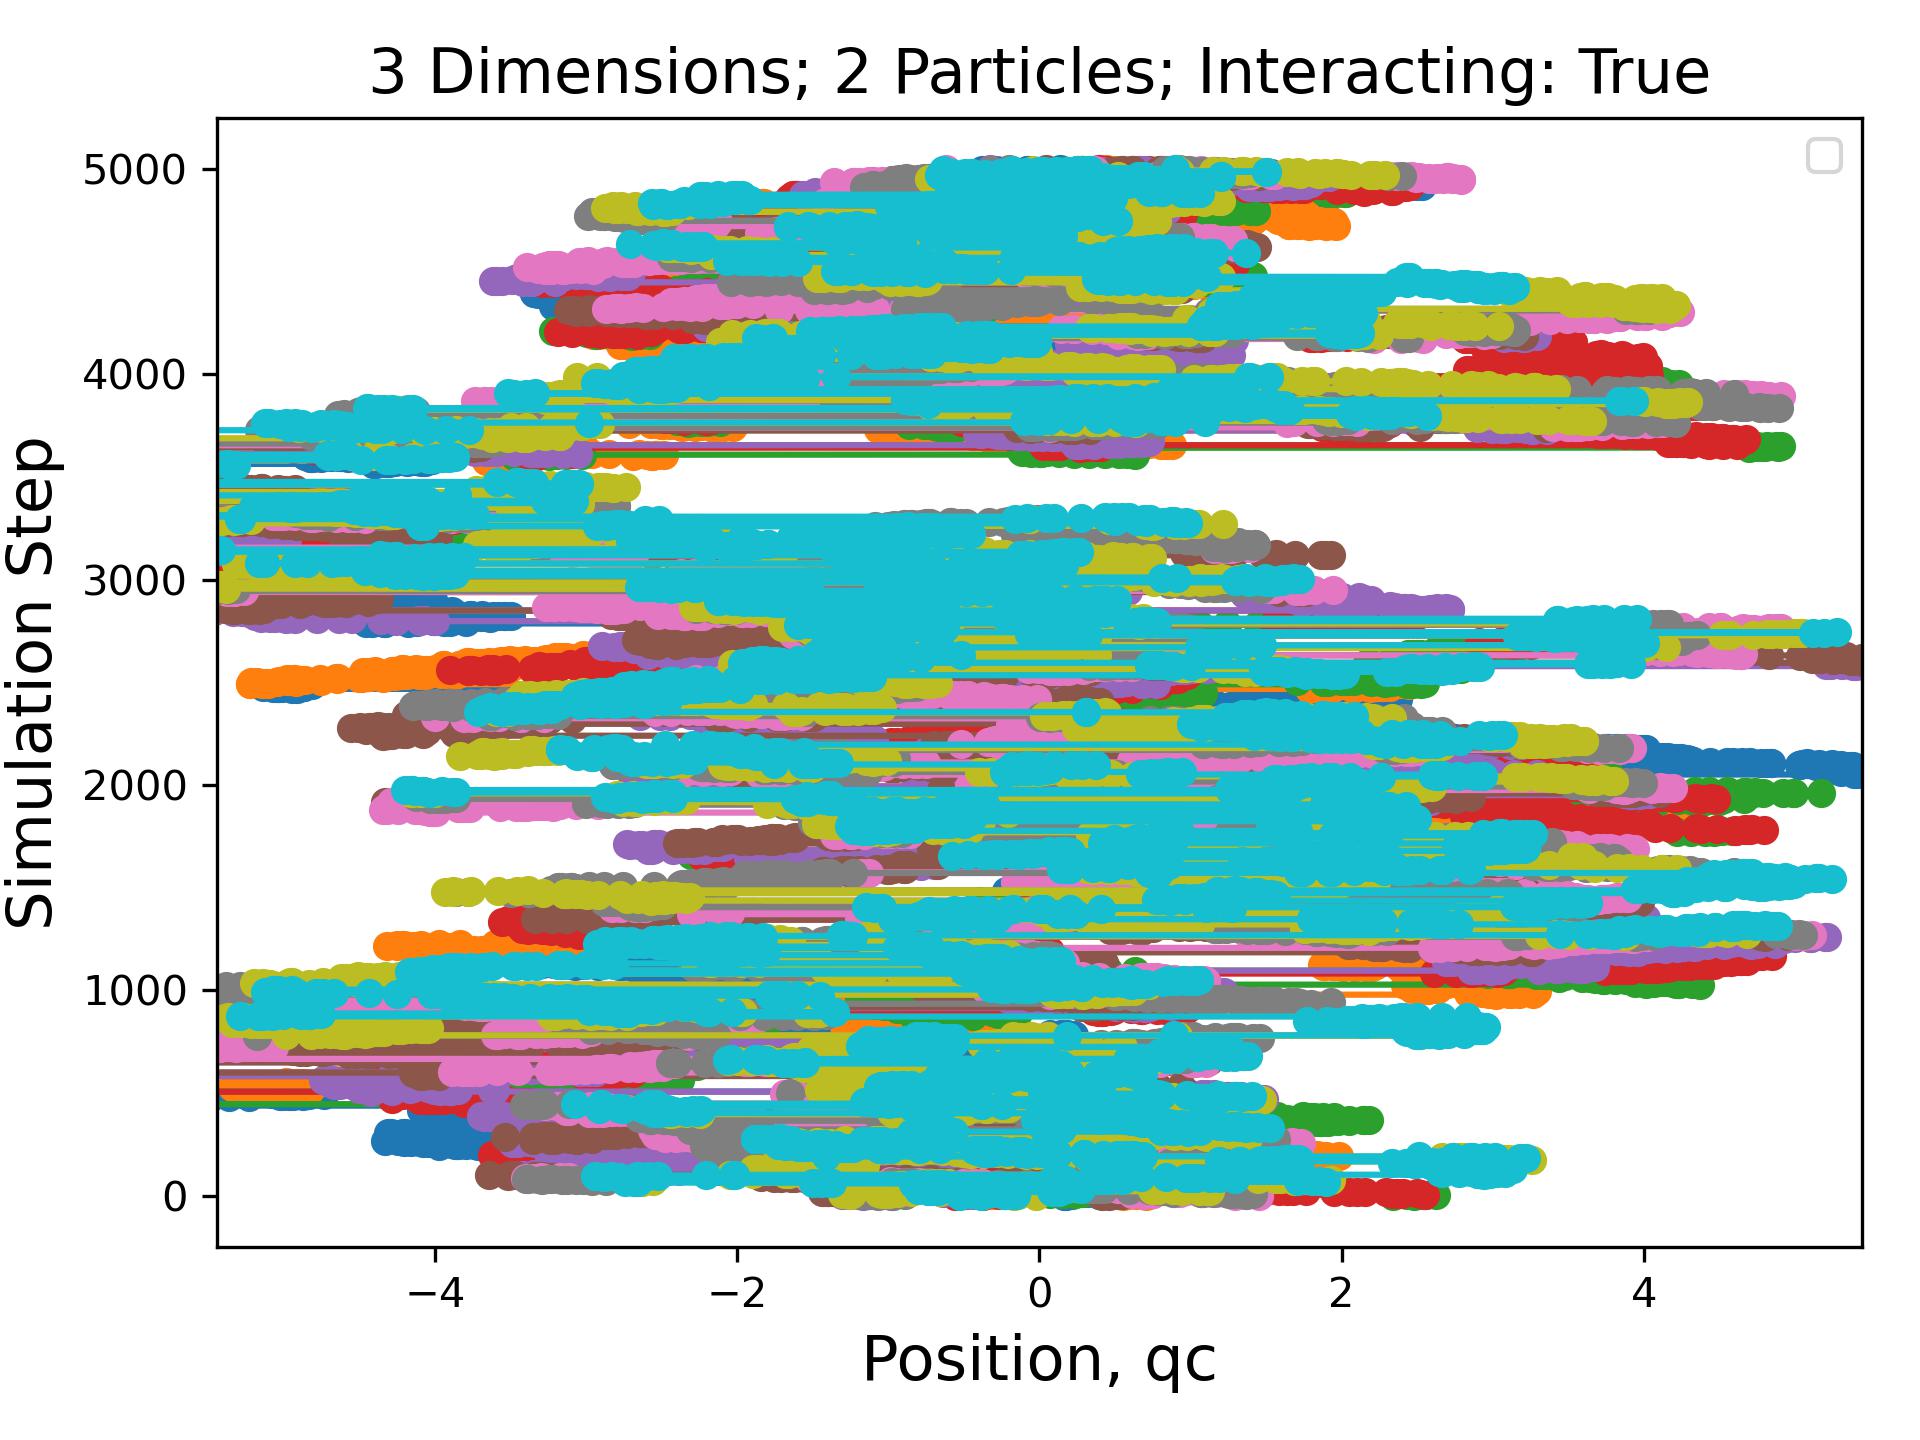 3 Dimensions; 2 Particles; Interacting: True
5000
4000
3000
2000
1000
0
Simulation Step
−4 −2 0 2 4
Position, qc